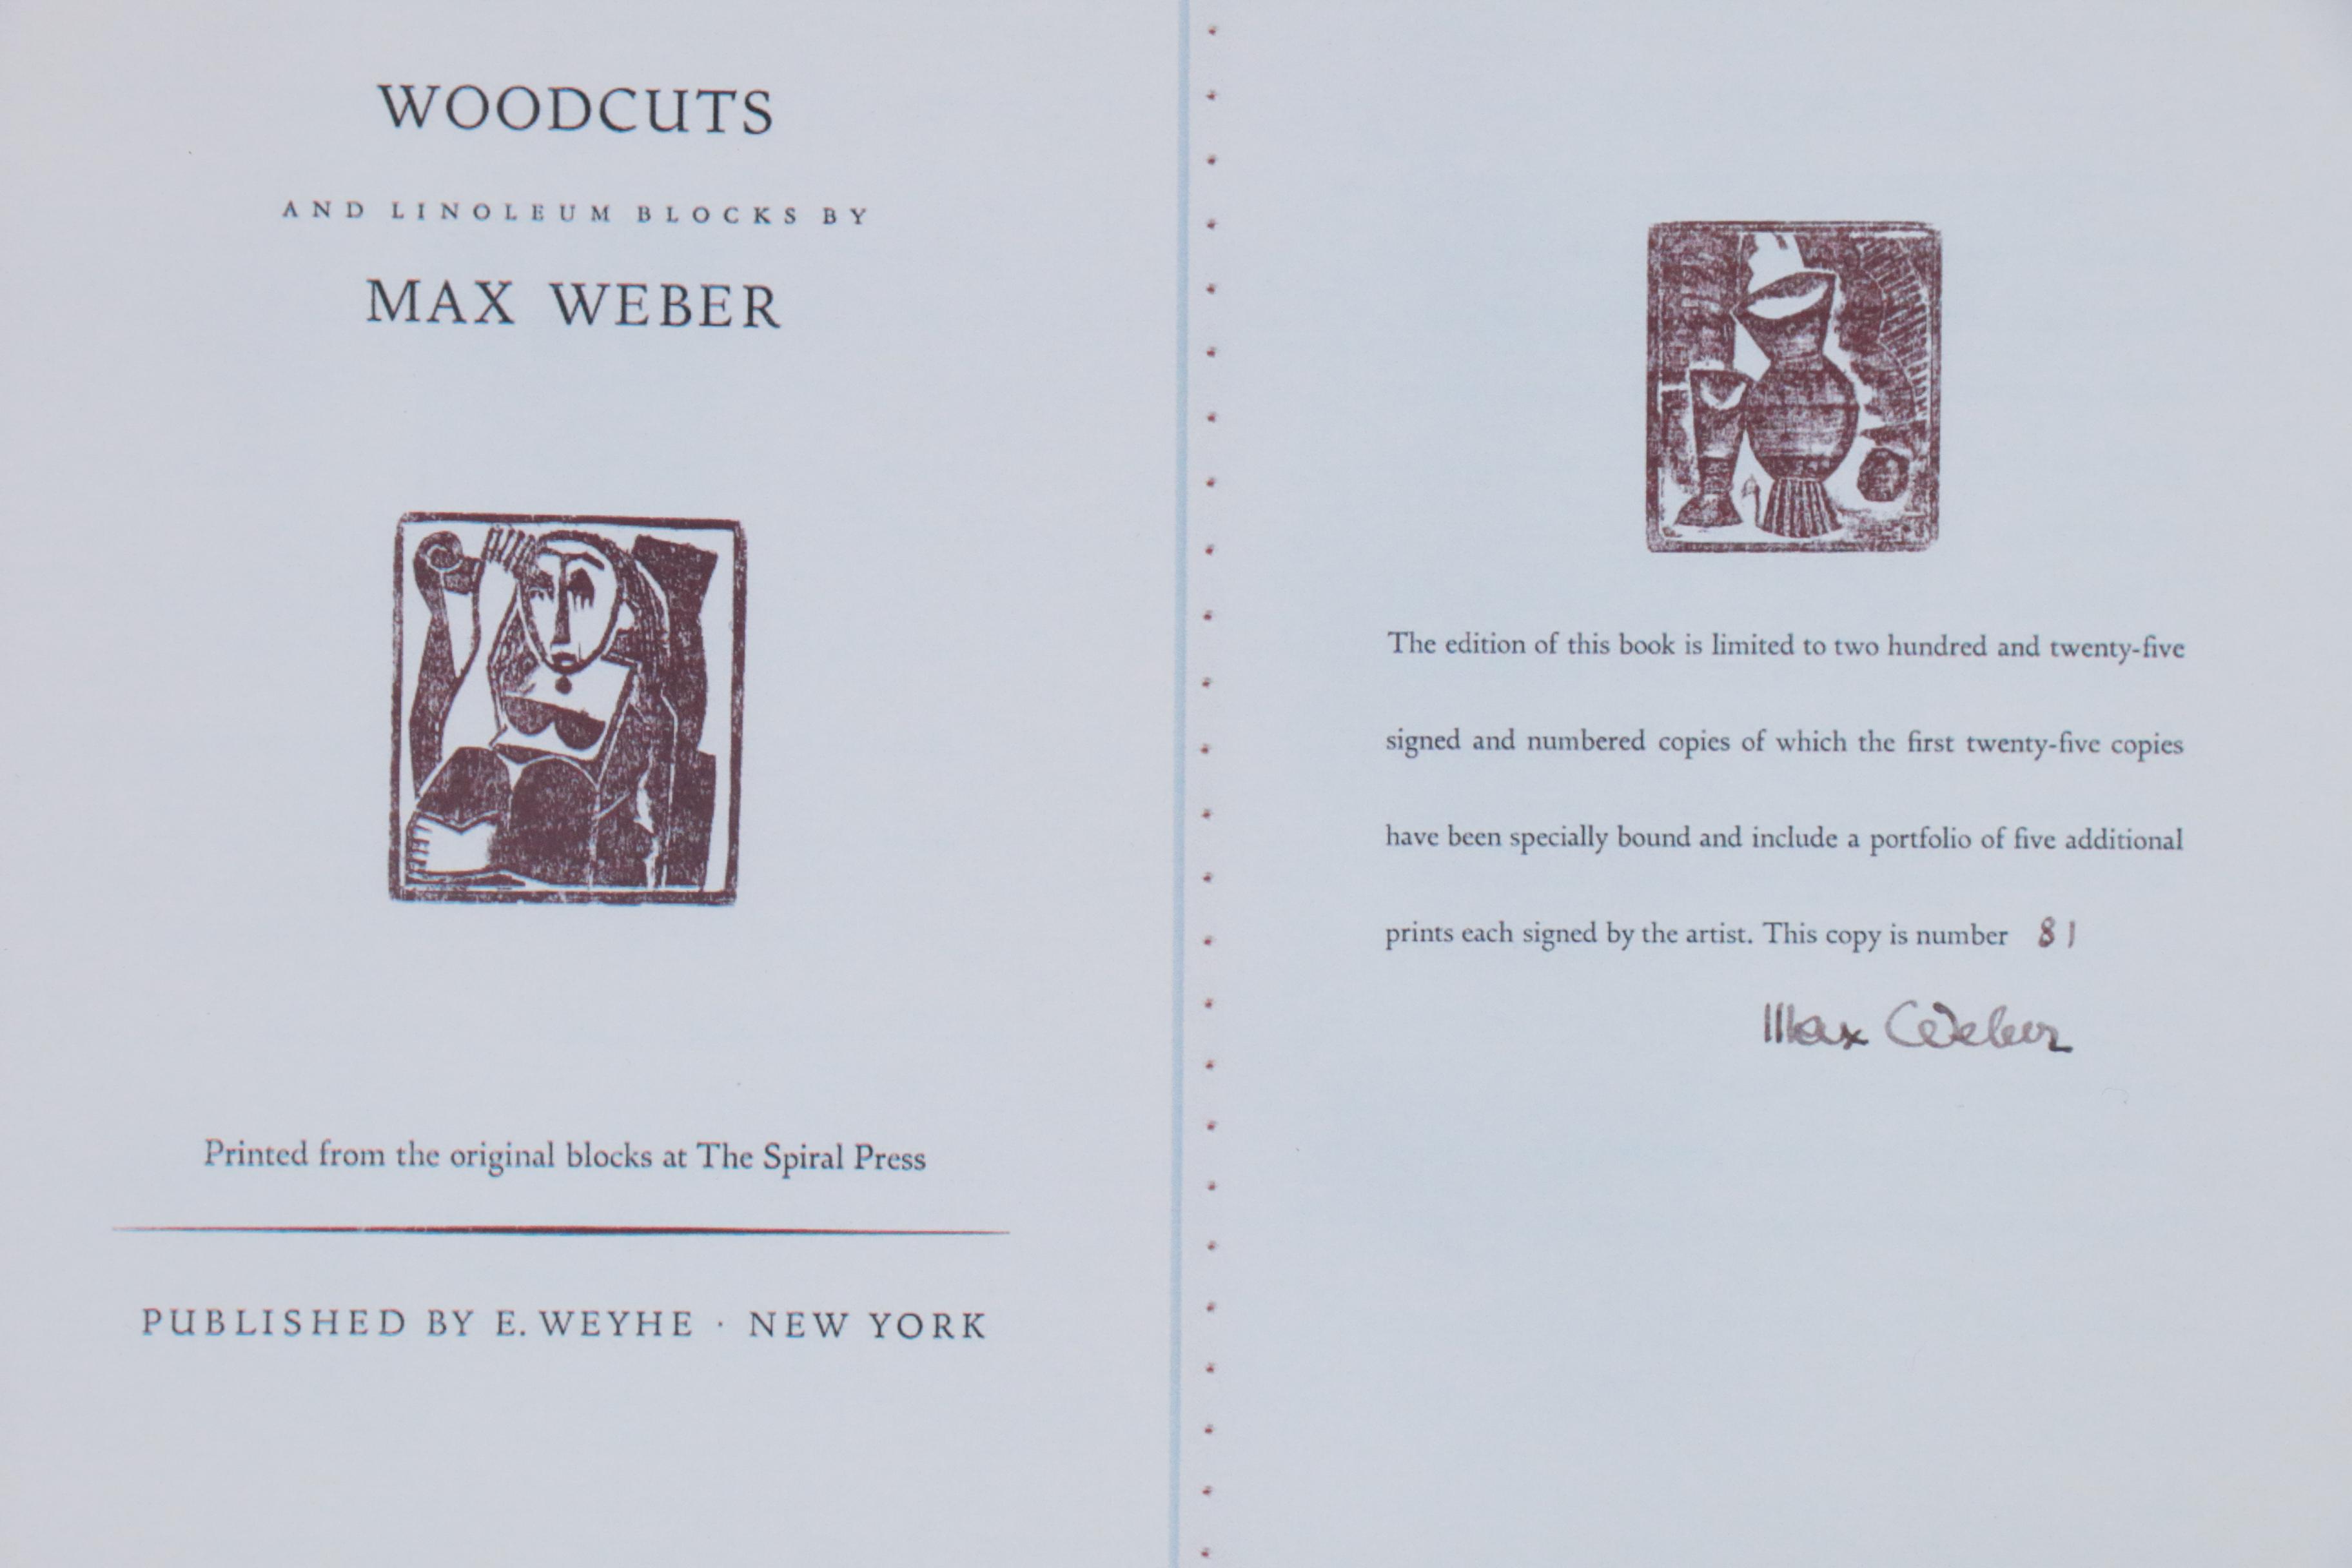 WOODCUTS
AND LINOLEUM BLOCKS BY
MAX WEBER
Printed from the original blocks at The Spiral Press
PUBLISHED BY E. WEYHE · NEW YORK
The edition of this book is limited to two hundred and twenty-five
signed and numbered copies of which the first twenty-five copies
have been specially bound and include a portfolio of five additional
prints each signed by the artist. This copy is number 81
Max Weber